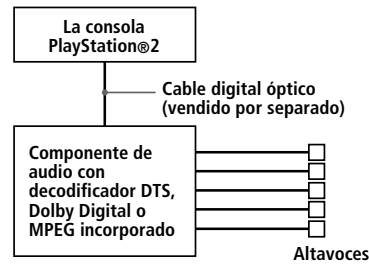 La consola
PlayStation®2
Cable digital óptico
(vendido por separado)
Componente de
audio con
decodificador DTS,
Dolby Digital o
MPEG incorporado
Altavoces